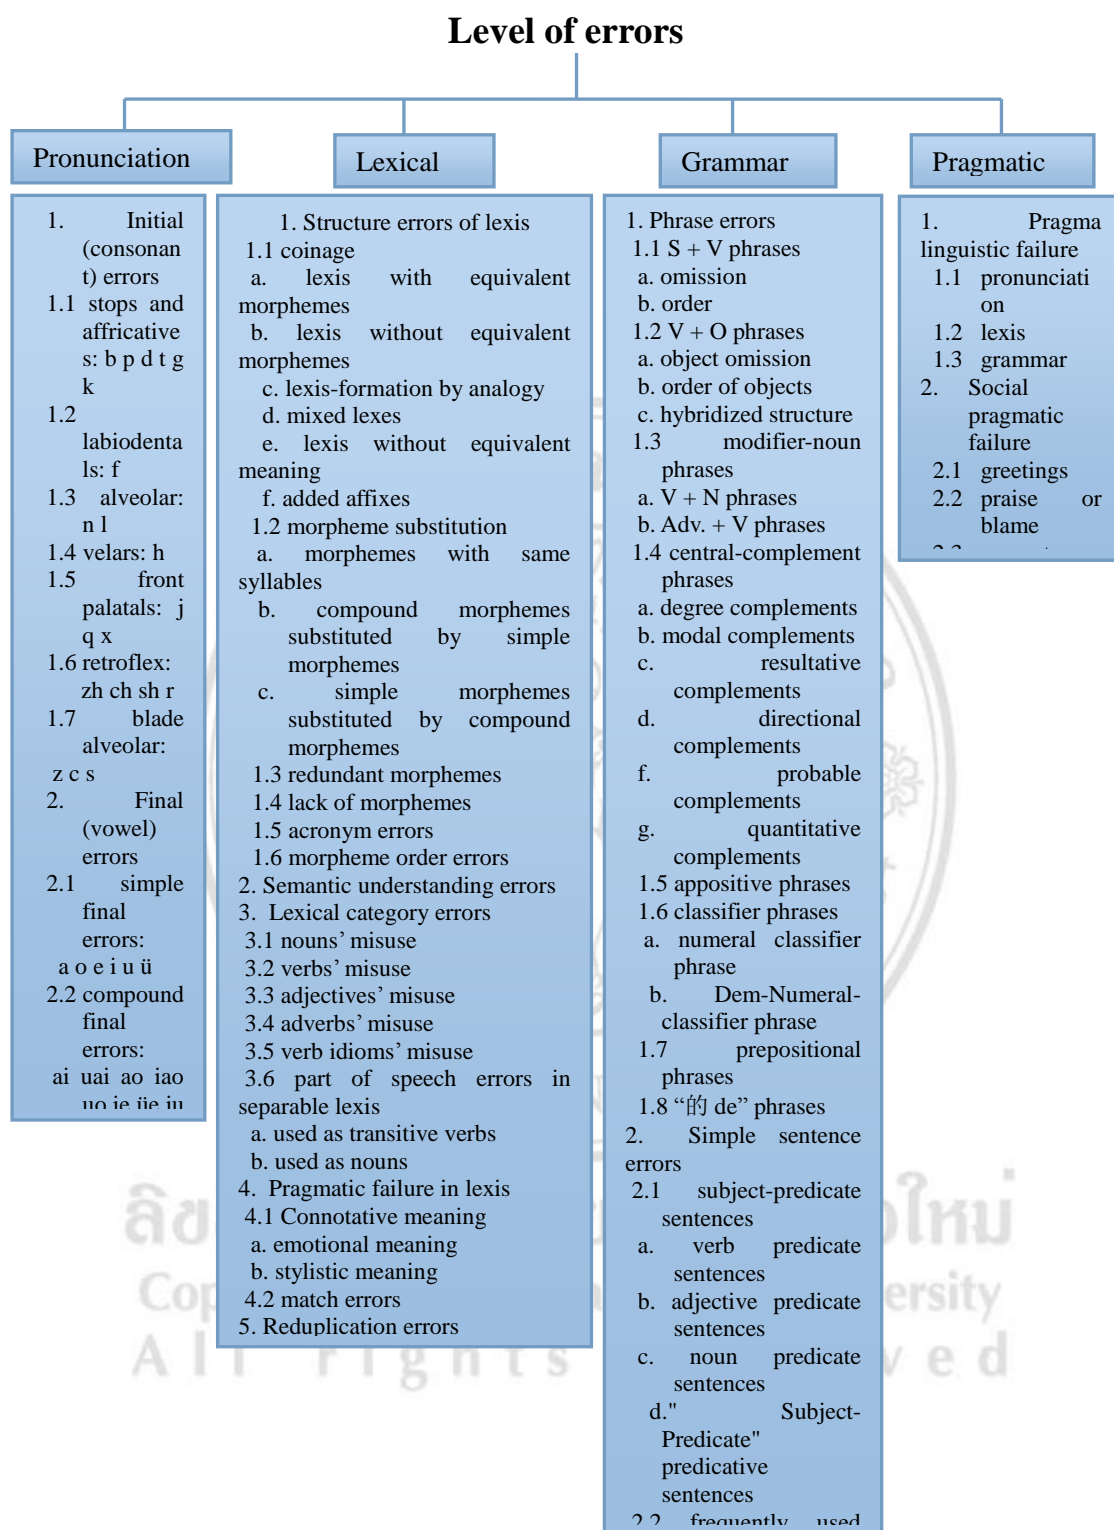 Level of errors
Pronunciation
1. Initial
(consonan
t) errors
1.1 stops and
affricative
s: b p d t g
k
1.2
labiodenta
ls: f
1.3 alveolar:
n l
1.4 velars: h
1.5 front
palatals: j
q x
1.6 retroflex:
zh ch sh r
1.7 blade
alveolar:
z c s
2. Final
(vowel)
errors
2.1 simple
final
errors:
a o e i u ü
2.2 compound
final
errors:
ai uai ao iao
uo ie üe iu
Lexical
1. Structure errors of lexis
1.1 coinage
a. lexis with equivalent
morphemes
b. lexis without equivalent
morphemes
c. lexis-formation by analogy
d. mixed lexes
e. lexis without equivalent
meaning
f. added affixes
1.2 morpheme substitution
a. morphemes with same
syllables
b. compound morphemes
substituted by simple
morphemes
c. simple morphemes
substituted by compound
morphemes
1.3 redundant morphemes
1.4 lack of morphemes
1.5 acronym errors
1.6 morpheme order errors
2. Semantic understanding errors
3. Lexical category errors
3.1 nouns’ misuse
3.2 verbs’ misuse
3.3 adjectives’ misuse
3.4 adverbs’ misuse
3.5 verb idioms’ misuse
3.6 part of speech errors in
separable lexis
a. used as transitive verbs
b. used as nouns
4. Pragmatic failure in lexis
4.1 Connotative meaning
a. emotional meaning
b. stylistic meaning
4.2 match errors
5. Reduplication errors
Grammar
1. Phrase errors
1.1 S + V phrases
a. omission
b. order
1.2 V + O phrases
a. object omission
b. order of objects
c. hybridized structure
1.3 modifier-noun
phrases
a. V + N phrases
b. Adv. + V phrases
1.4 central-complement
phrases
a. degree complements
b. modal complements
c. resultative
complements
d. directional
complements
f. probable
complements
g. quantitative
complements
1.5 appositive phrases
1.6 classifier phrases
a. numeral classifier
phrase
b. Dem-Numeral-
classifier phrase
1.7 prepositional
phrases
1.8 “的 de” phrases
2. Simple sentence
errors
2.1 subject-predicate
sentences
a. verb predicate
sentences
b. adjective predicate
sentences
c. noun predicate
sentences
d." Subject-
Predicate"
predicative
sentences
2.2 frequently used
Pragmatic
1. Pragma
linguistic failure
1.1 pronunciati
on
1.2 lexis
1.3 grammar
2. Social
pragmatic
failure
2.1 greetings
2.2 praise or
blame
2.3